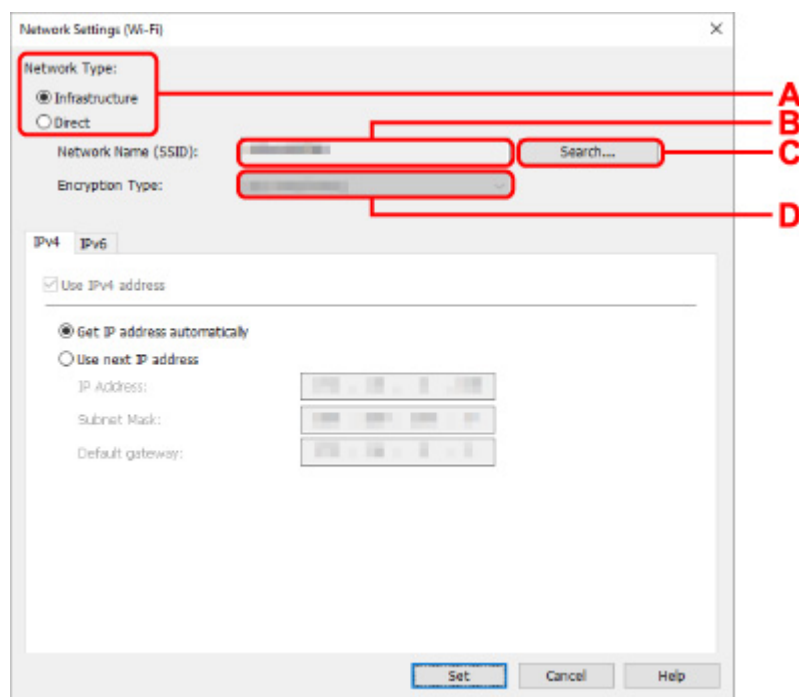 Network Settings (Wi-Fi)
Network Type:
Infrastructure
A
Direct
B
Network Name (SSID):
Search...
C
Encryption Type:
D
IPv4 IPv6
Use IPv4 address
Get IP address automatically
Use next IP address
IP Address:
Subnet Mask:
Default gateway:
Set Cancel Help